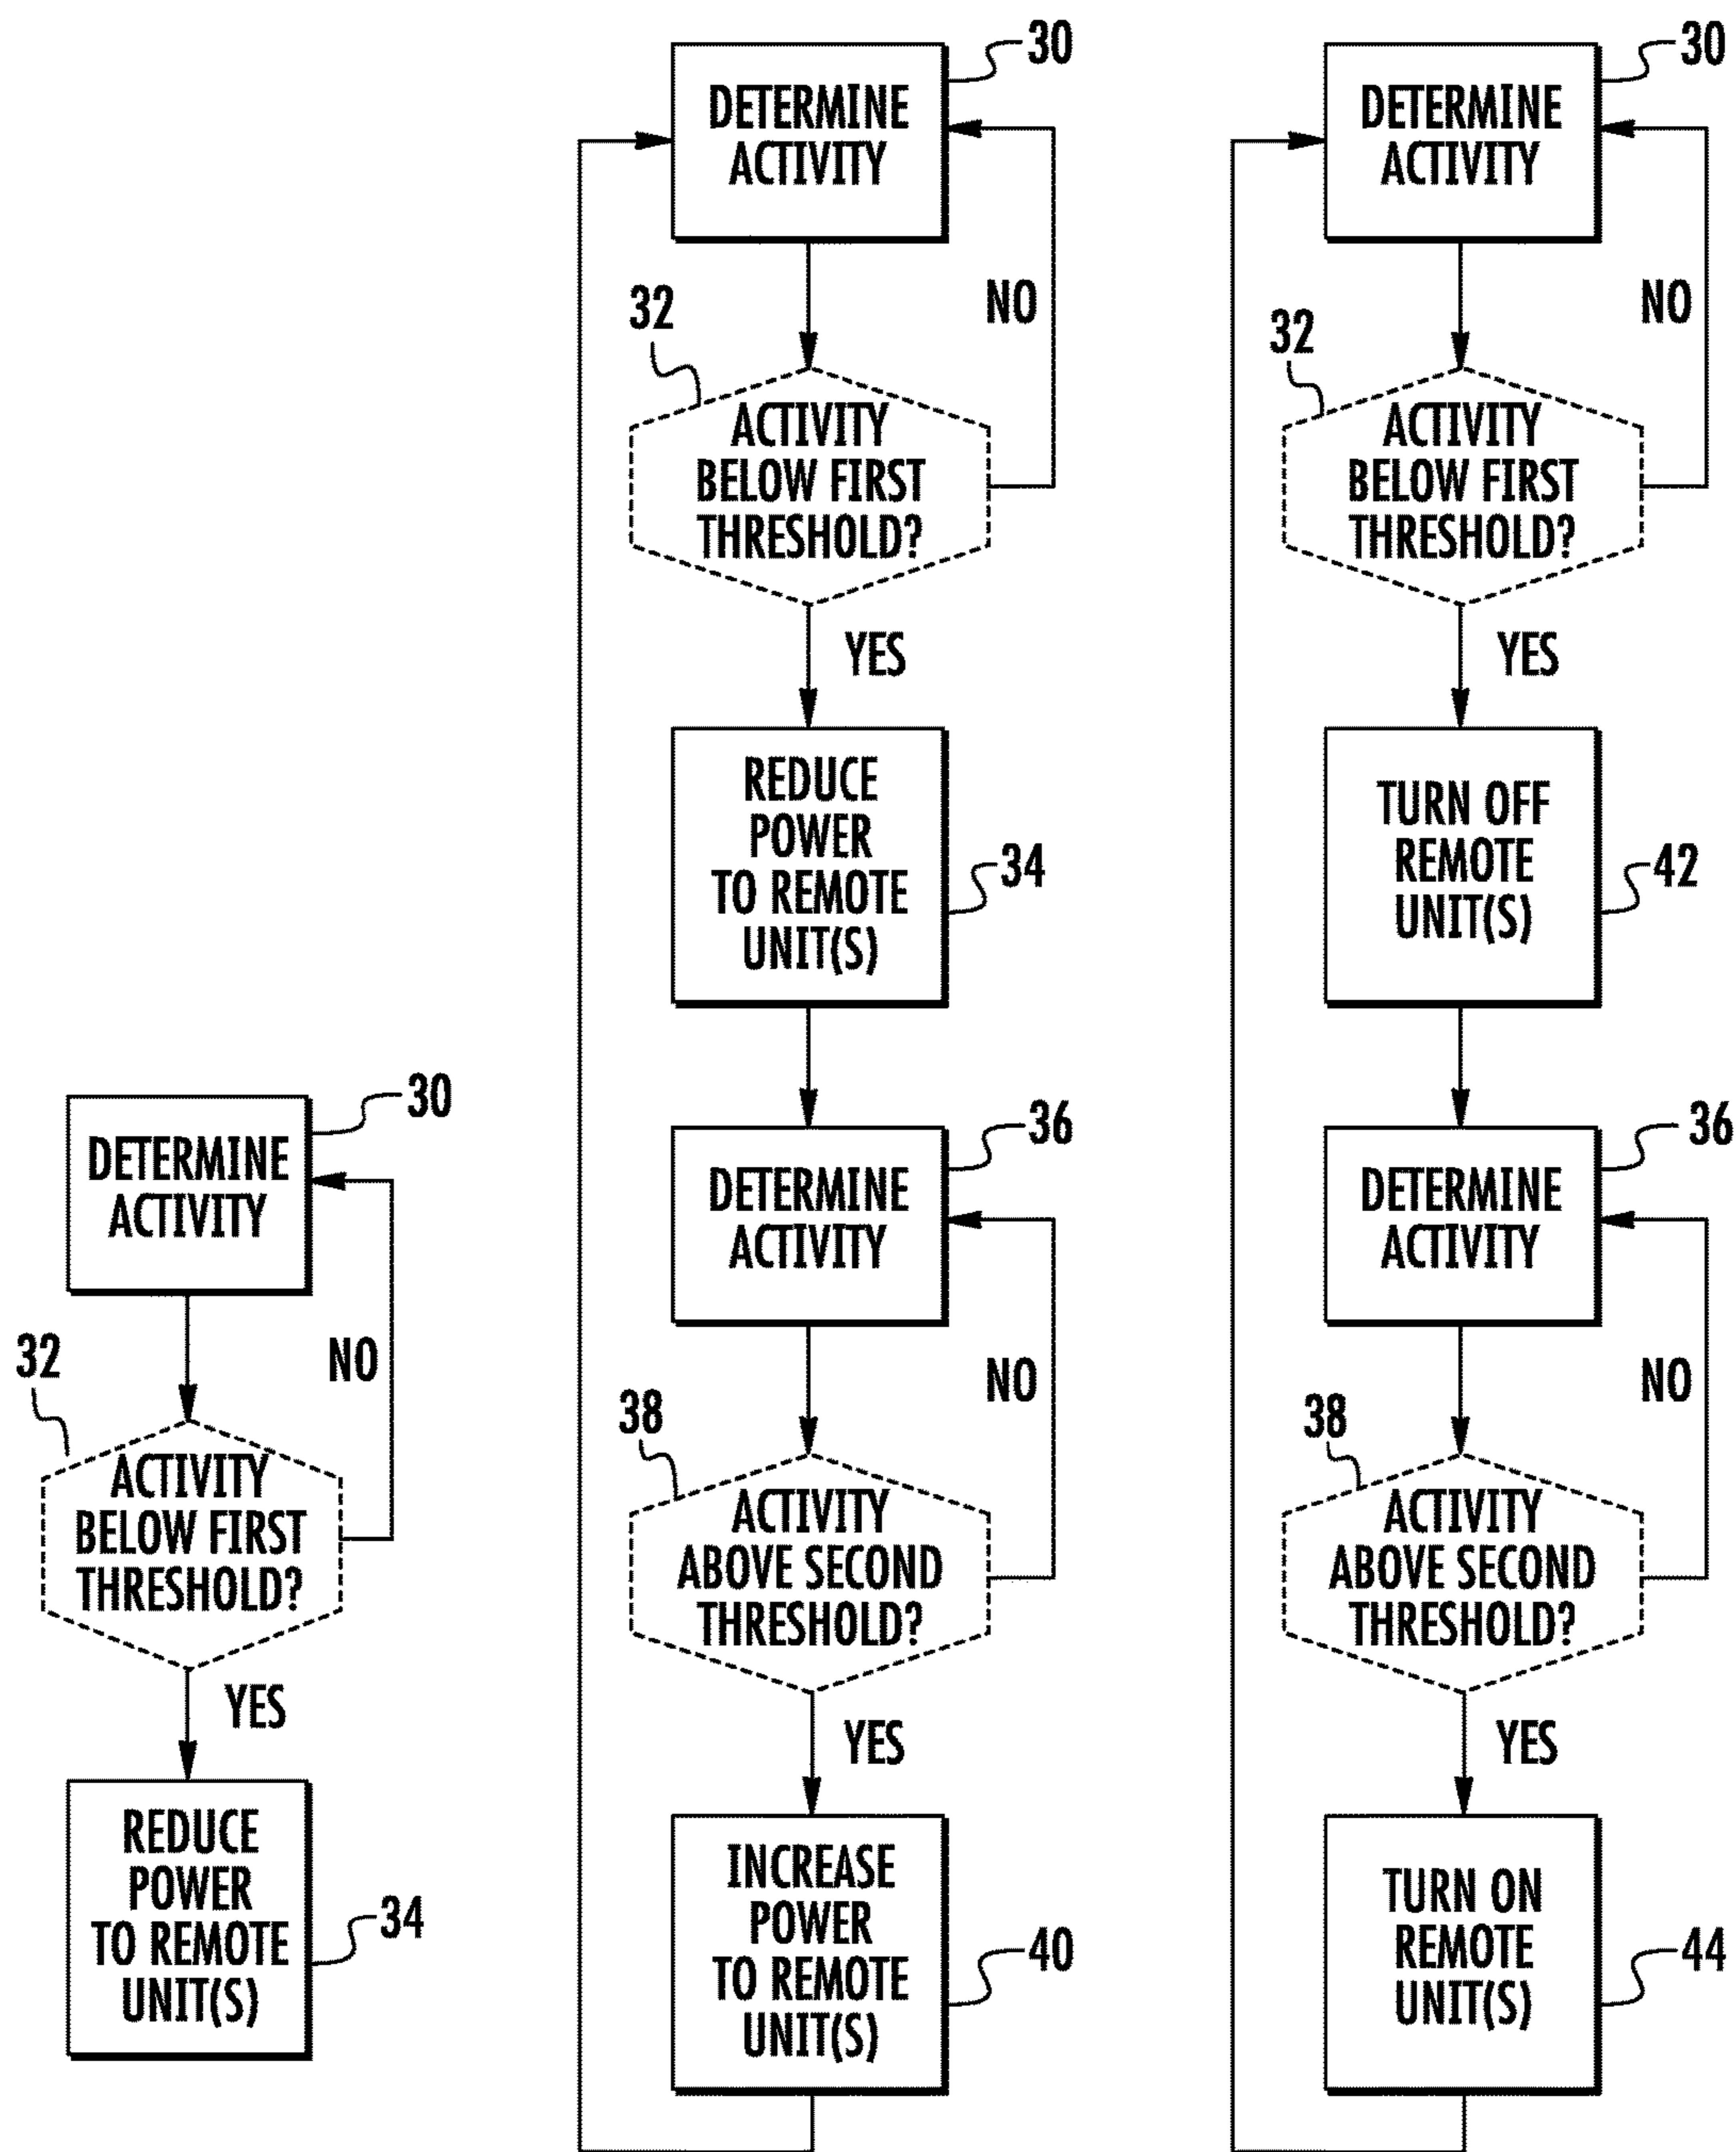 30
DETERMINE
ACTIVITY
32
NO
ACTIVITY
BELOW FIRST
THRESHOLD?
YES
REDUCE
POWER
TO REMOTE
UNIT(S)
34
30
DETERMINE
ACTIVITY
NO
32
ACTIVITY
BELOW FIRST
THRESHOLD?
YES
REDUCE
POWER
TO REMOTE
UNIT(S)
34
36
DETERMINE
ACTIVITY
NO
38
ACTIVITY
ABOVE SECOND
THRESHOLD?
YES
INCREASE
POWER
TO REMOTE
UNIT(S)
40
30
DETERMINE
ACTIVITY
NO
32
ACTIVITY
BELOW FIRST
THRESHOLD?
YES
TURN OFF
REMOTE
UNIT(S)
42
36
DETERMINE
ACTIVITY
NO
38
ACTIVITY
ABOVE SECOND
THRESHOLD?
YES
TURN ON
REMOTE
UNIT(S)
44